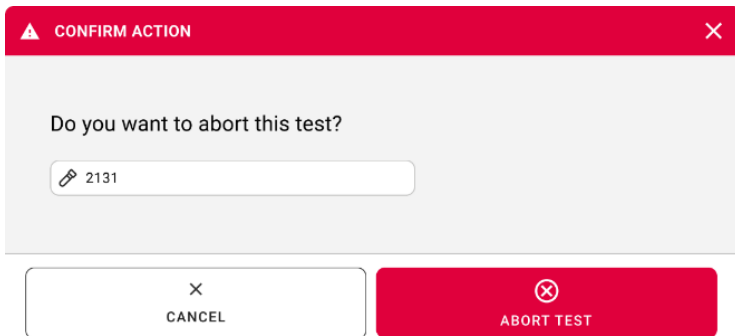 CONFIRM ACTION
Do you want to abort this test?
2131
CANCEL
ABORT TEST